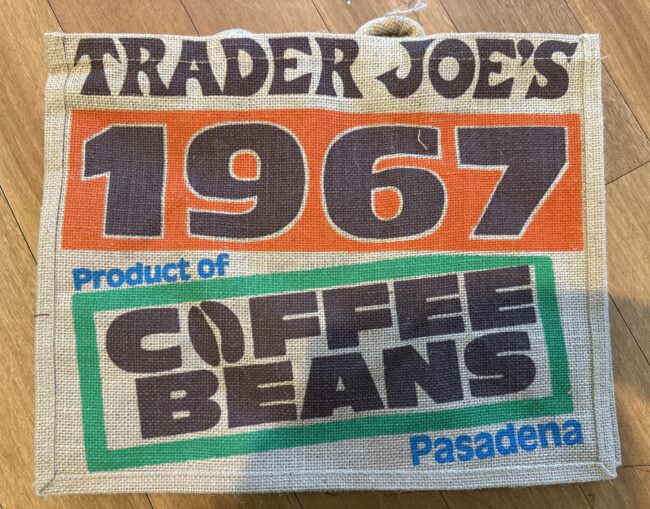 TRADER JOE'S
1967
Product of
COFFEE
BEANS
Pasadena